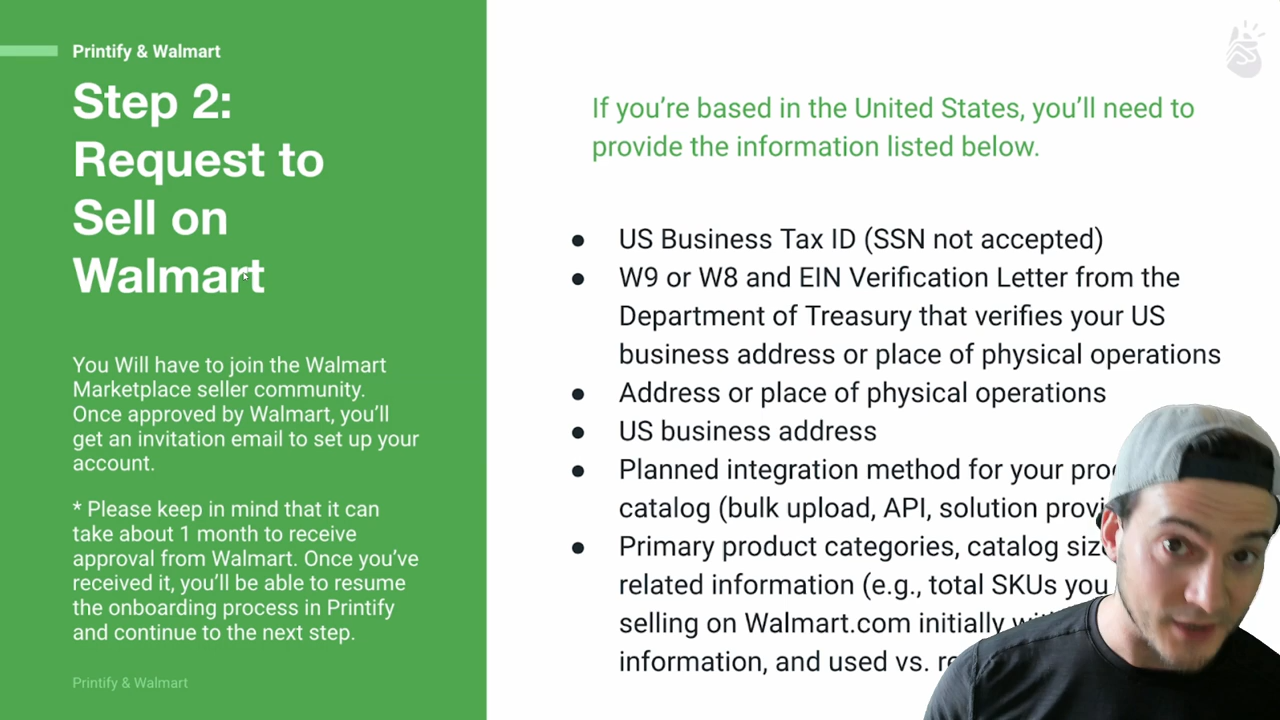 Printify & Walmart
Step 2:
Request to
Sell on
Walmart
You Will have to join the Walmart
Marketplace seller community.
Once approved by Walmart, you'll
get an invitation email to set up your
account.
* Please keep in mind that it can
take about 1 month to receive
approval from Walmart. Once you've
received it, you'll be able to resume
the onboarding process in Printify
and continue to the next step.
Printify & Walmart
If you're based in the United States, you'll need to
provide the information listed below.
● US Business Tax ID (SSN not accepted)
● W9 or W8 and EIN Verification Letter from the
Department of Treasury that verifies your US
business address or place of physical operations
● Address or place of physical operations
● US business address
● Planned integration method for your
catalog (bulk upload, API, solution
● Primary product categories, catalog
related information (e.g., total SKUs you
selling on Walmart.com initially
information, and used vs.